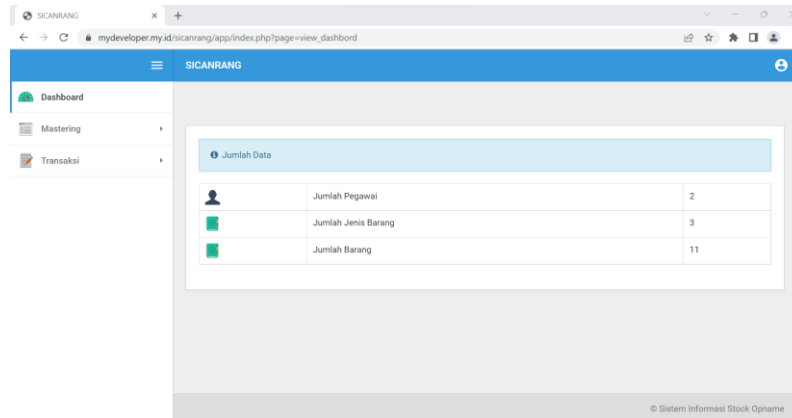 SICANRANG
mydeveloper.my.id/sicanrang/app/index.php?page=view_dashbord
SICANRANG
Dashboard
Mastering
Transaksi
Jumlah Data
Jumlah Pegawai 2
Jumlah Jenis Barang 3
Jumlah Barang 11
© Sistem Informasi Stock Opname